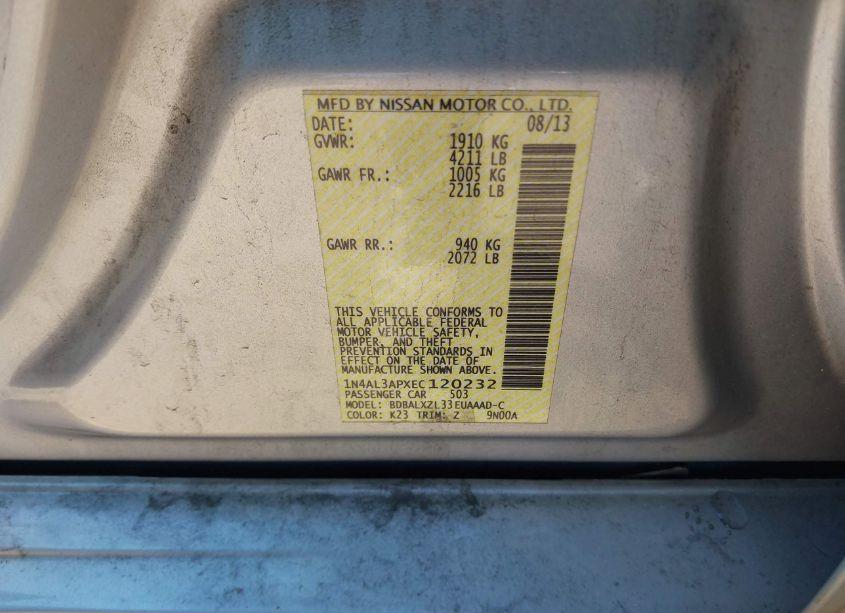 MFD BY NISSAN MOTOR CO., LTD.
DATE: 08/13
GVWR: 1910 KG
4211 LB
GAWR FR.: 1005 KG
2216 LB
GAWR RR.: 940 KG
2072 LB
THIS VEHICLE CONFORMS TO
ALL APPLICABLE FEDERAL
MOTOR VEHICLE SAFETY,
BUMPER, AND THEFT
PREVENTION STANDARDS IN
EFFECT ON THE DATE OF
MANUFACTURE SHOWN ABOVE.
1N4AL3APXEC120232
PASSENGER CAR 503
MODEL: BDBALXZL33EUAAAD-C
COLOR: K23 TRIM: Z 9N00A